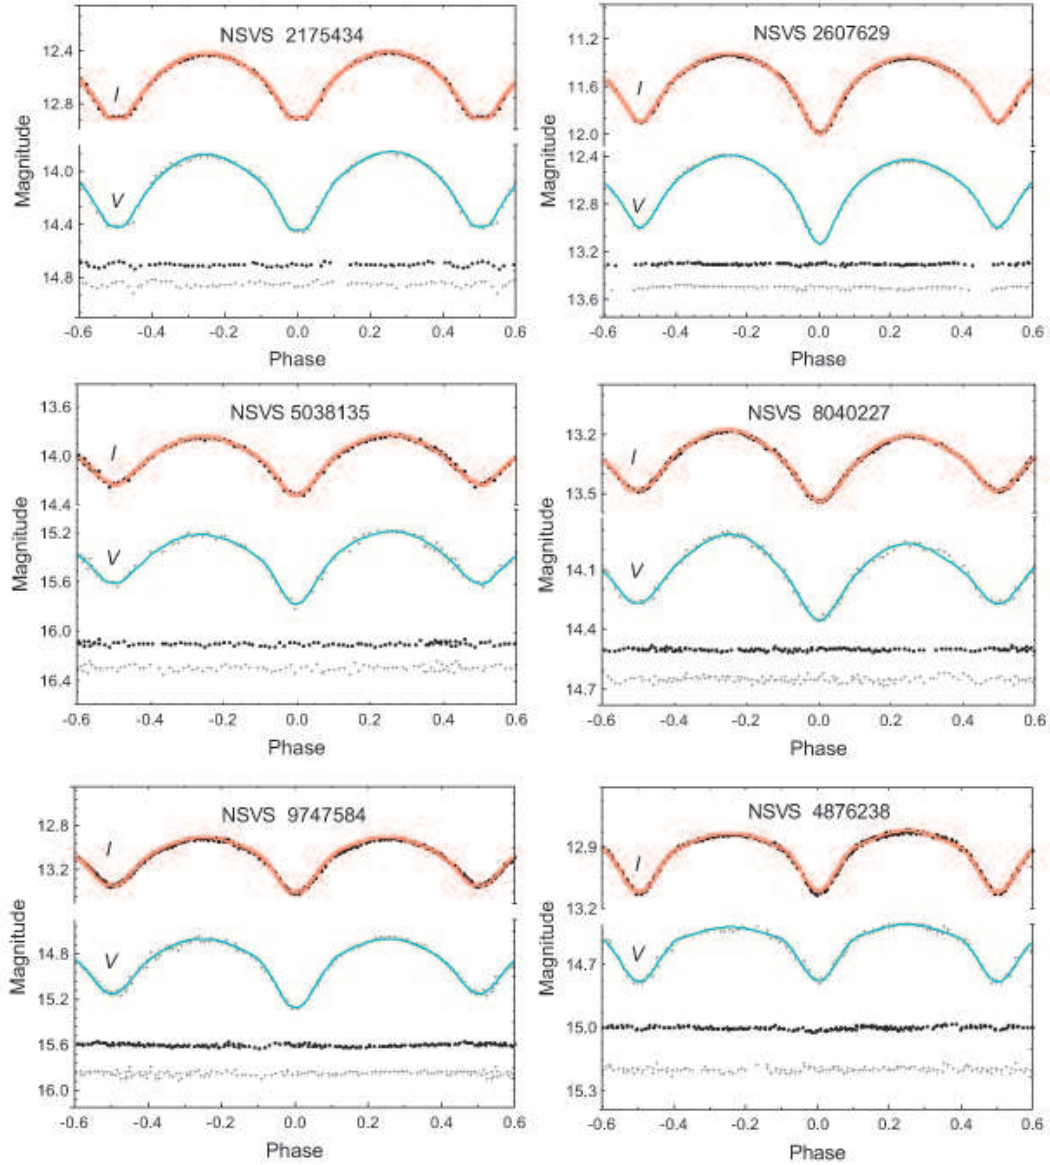 NSVS 2175434
12.4
I
12.8
Magnitude
14.0
V
14.4
14.8
-0.6 -0.4 -0.2 0.0 0.2 0.4 0.6
Phase
NSVS 2607629
11.2
I
11.6
12.0
Magnitude
12.4
V
12.8
13.2
13.6
-0.6 -0.4 -0.2 0.0 0.2 0.4 0.6
Phase
NSVS 5038135
13.6
I
14.0
14.4
Magnitude
15.2
V
15.6
16.0
16.4
-0.6 -0.4 -0.2 0.0 0.2 0.4 0.6
Phase
NSVS 8040227
13.2
I
13.5
Magnitude
14.1
V
14.4
14.7
-0.6 -0.4 -0.2 0.0 0.2 0.4 0.6
Phase
NSVS 9747584
12.8
I
13.2
Magnitude
14.8
V
15.2
15.6
16.0
-0.6 -0.4 -0.2 0.0 0.2 0.4 0.6
Phase
NSVS 4876238
12.9
I
13.2
Magnitude
14.7
V
15.0
15.3
-0.6 -0.4 -0.2 0.0 0.2 0.4 0.6
Phase